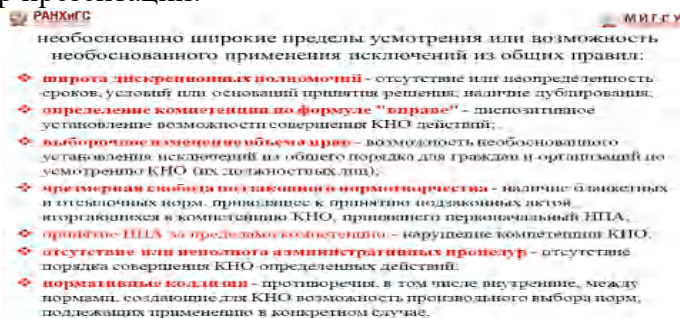 р презентации.
РАНХиГС МИГСУ
необоснованно широкие пределы усмотрения или возможность
необоснованного применения исключений из общих правил:
❖ широта дискреционных полномочий - отсутствие или неопределенность
сроков, условий или оснований принятия решения, наличие дублирования;
❖ определение компетенции по формуле "вправе" - диспозитивное
установление возможности совершения КНО действий;
❖ выборочное изменение объема прав - возможность необоснованного
установления исключений из общего порядка для граждан и организаций по
усмотрению КНО (их должностных лиц);
❖ чрезмерная свобода подзаконного нормотворчества - наличие бланкетных
и отсылочных норм, приводящее к принятию подзаконных актов
вторгающихся в компетенцию КНО, принявшего первоначальный НПА;
❖ принятие НПА за пределами компетенции - нарушение компетенции КНО;
❖ отсутствие или неполнота административных процедур - отсутствие
порядка совершения КНО определенных действий;
❖ нормативные коллизии - противоречия, в том числе внутренние, между
нормами, создающие для КНО возможность произвольного выбора норм,
подлежащих применению в конкретном случае.